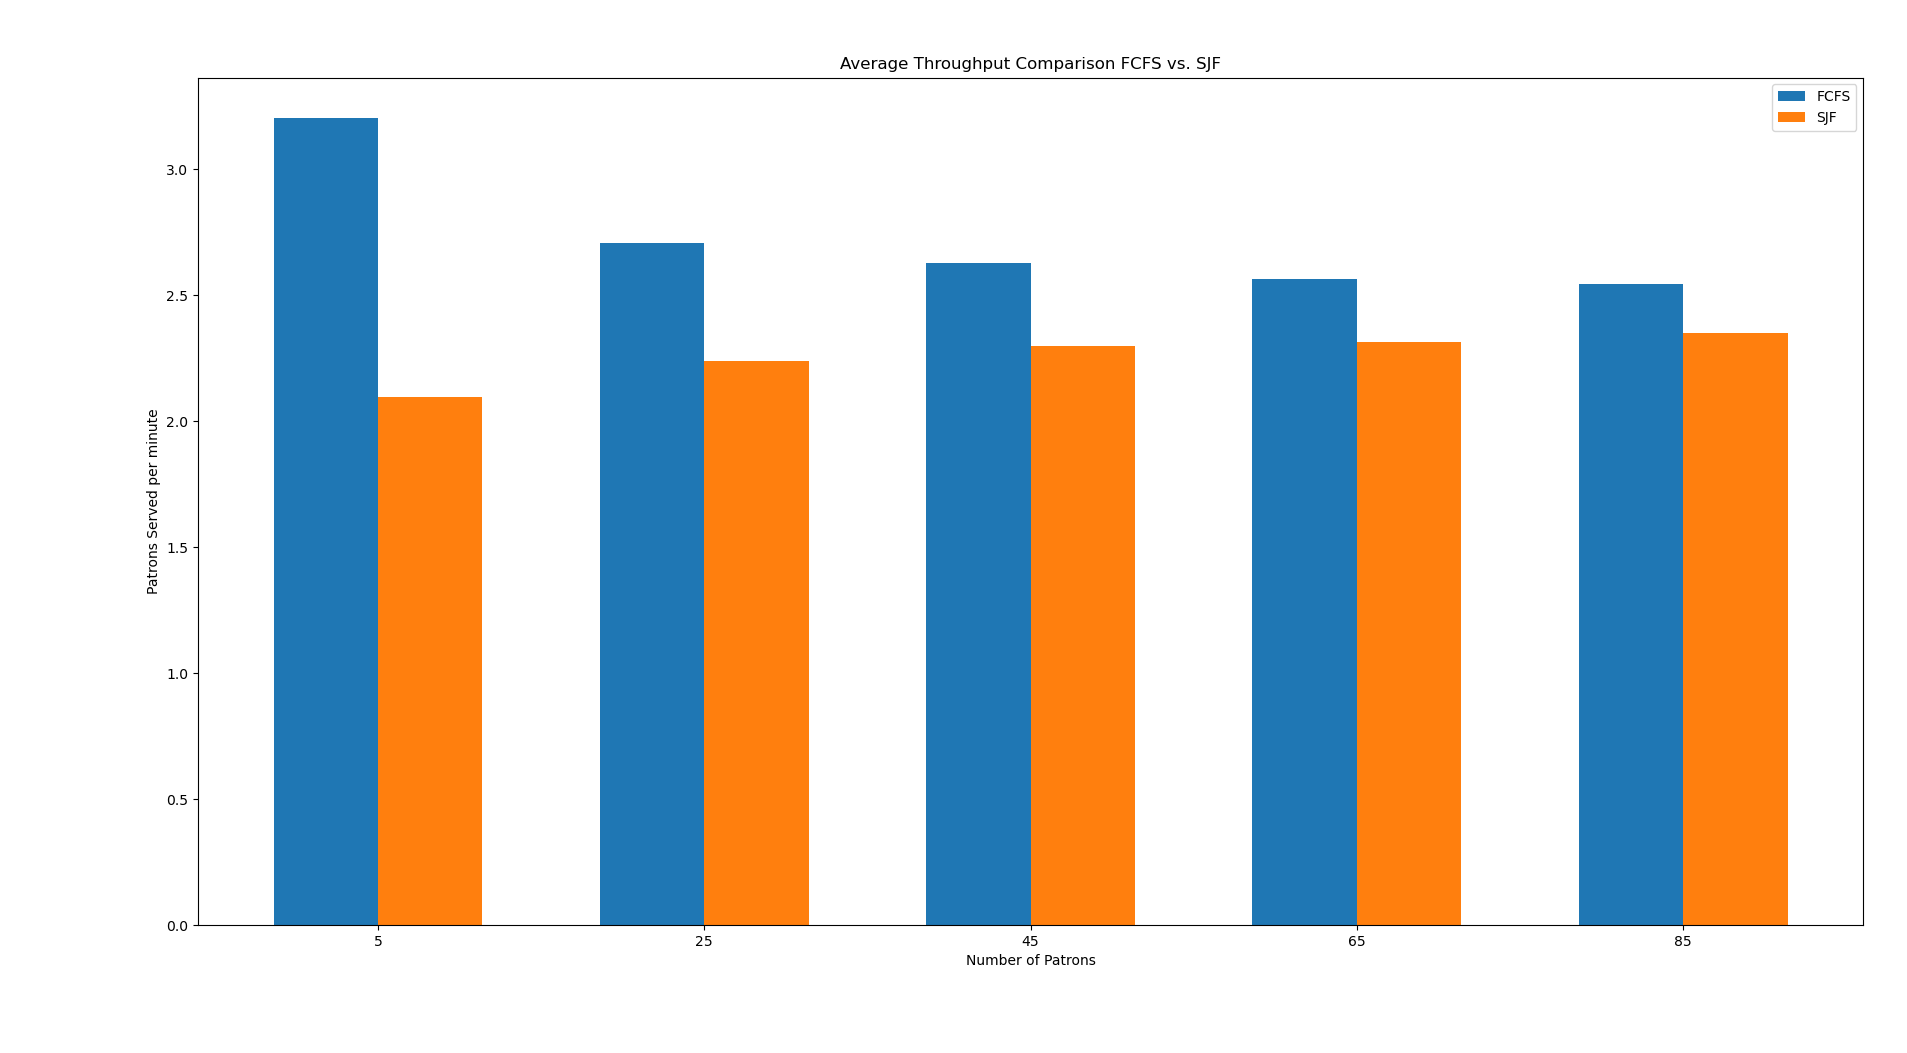 Average Throughput Comparison FCFS vs. SJF
FCFS
SJF
Patrons Served per minute
3.0
2.5
2.0
1.5
1.0
0.5
0.0
5 25 45 65 85
Number of Patrons